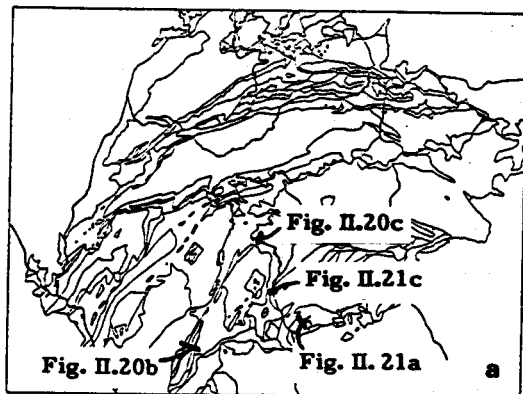 Fig. II.20c
Fig. II.21c
Fig. II.20b
Fig. II. 21a
a